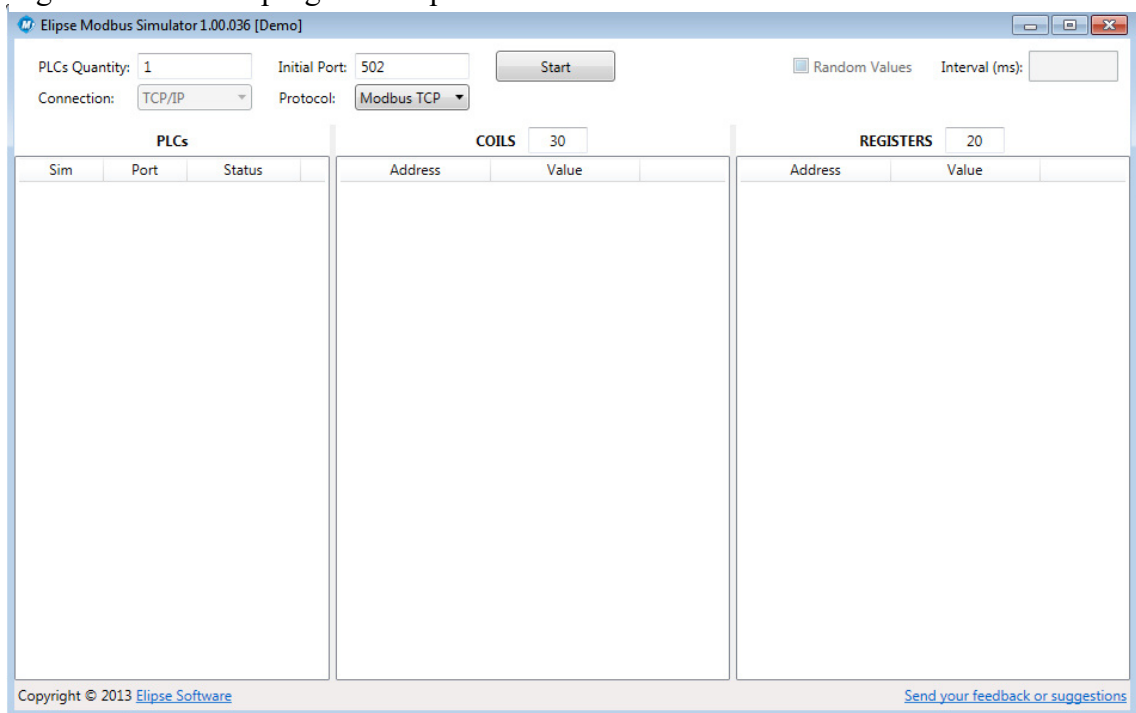 Elipse Modbus Simulator 1.00.036 [Demo]
PLCs Quantity: 1 Initial Port: 502 Start Random Values Interval (ms):
Connection: TCP/IP Protocol: Modbus TCP
PLCs COILS 30 REGISTERS 20
Sim Port Status Address Value Address Value
Copyright © 2013 Elipse Software Send your feedback or suggestions